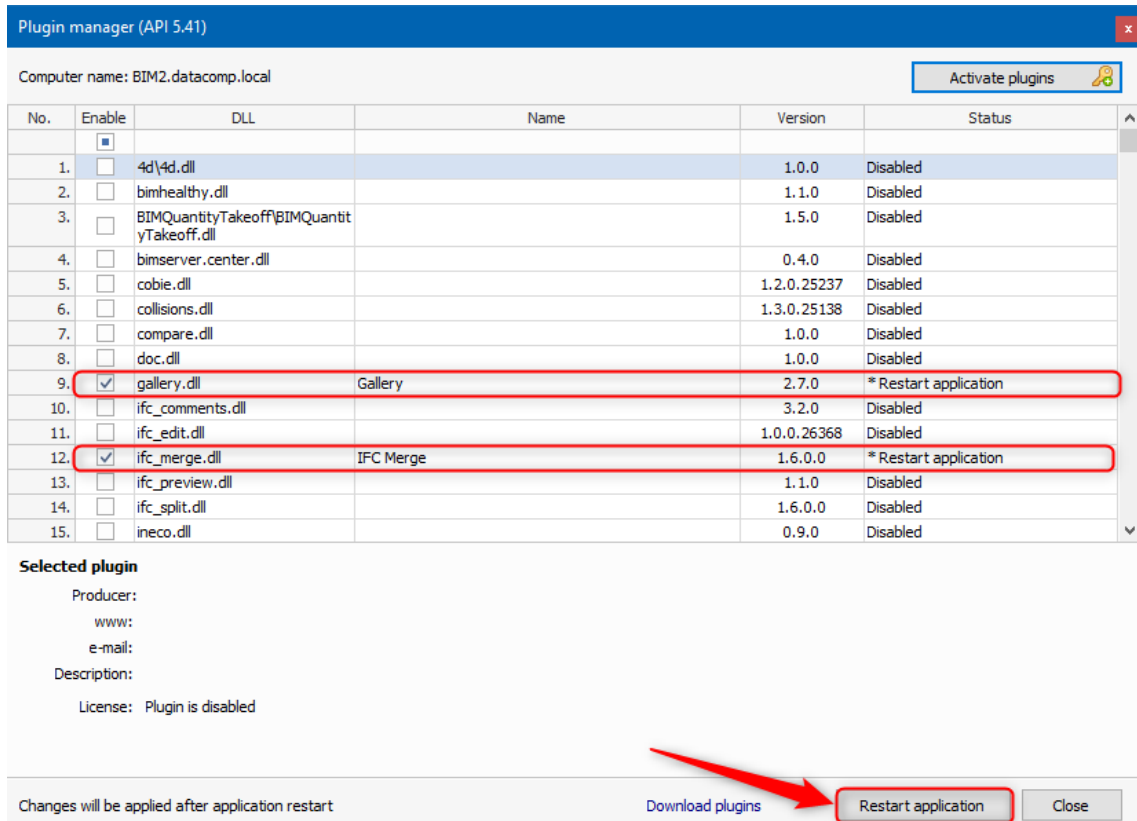 Plugin manager (API 5.41)
x
Computer name: BIM2.datacomp.local
Activate plugins
No. Enable DLL Name Version Status
1. 4d\4d.dll 1.0.0 Disabled
2. bimhealthy.dll 1.1.0 Disabled
3. BIMQuantityTakeoff\BIMQuantit 1.5.0 Disabled
yTakeoff.dll
4. bimserver.center.dll 0.4.0 Disabled
5. cobie.dll 1.2.0.25237 Disabled
6. collisions.dll 1.3.0.25138 Disabled
7. compare.dll 1.0.0 Disabled
8. doc.dll 1.0.0 Disabled
9. gallery.dll Gallery 2.7.0 * Restart application
10. ifc_comments.dll 3.2.0 Disabled
11. ifc_edit.dll 1.0.0.26368 Disabled
12. ifc_merge.dll IFC Merge 1.6.0.0 * Restart application
13. ifc_preview.dll 1.1.0 Disabled
14. ifc_split.dll 1.6.0.0 Disabled
15. ineco.dll 0.9.0 Disabled
Selected plugin
Producer:
www:
e-mail:
Description:
License: Plugin is disabled
Changes will be applied after application restart Download plugins Restart application Close